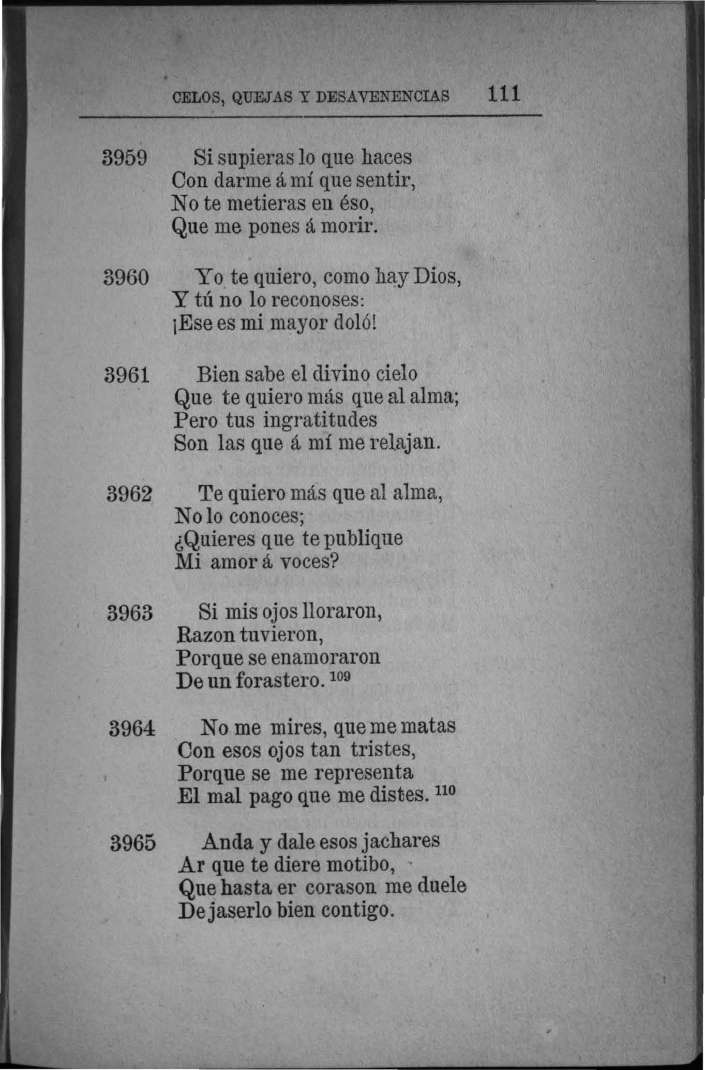 CELOS, QUEJAS Y DESAVENENCIAS 111
3959 Si supieras lo que haces
Con darme á mí que sentir,
No te metieras en éso,
Que me pones á morir.
3960 Yo te quiero, como hay Dios,
Y tú no lo reconoses:
¡Ese es mi mayor doló!
3961 Bien sabe el divino cielo
Que te quiero más que al alma;
Pero tus ingratitudes
Son las que á mí me relajan.
3962 Te quiero más que al alma,
No lo conoces;
¿Quieres que te publique
Mi amor á voces?
3963 Si mis ojos lloraron,
Razon tuvieron,
Porque se enamoraron
De un forastero. 109
3964 No me mires, que me matas
Con esos ojos tan tristes,
Porque se me representa
El mal pago que me distes. 110
3965 Anda y dale esos jachares
Ar que te diere motibo,
Que hasta er corason me duele
De jaserlo bien contigo.